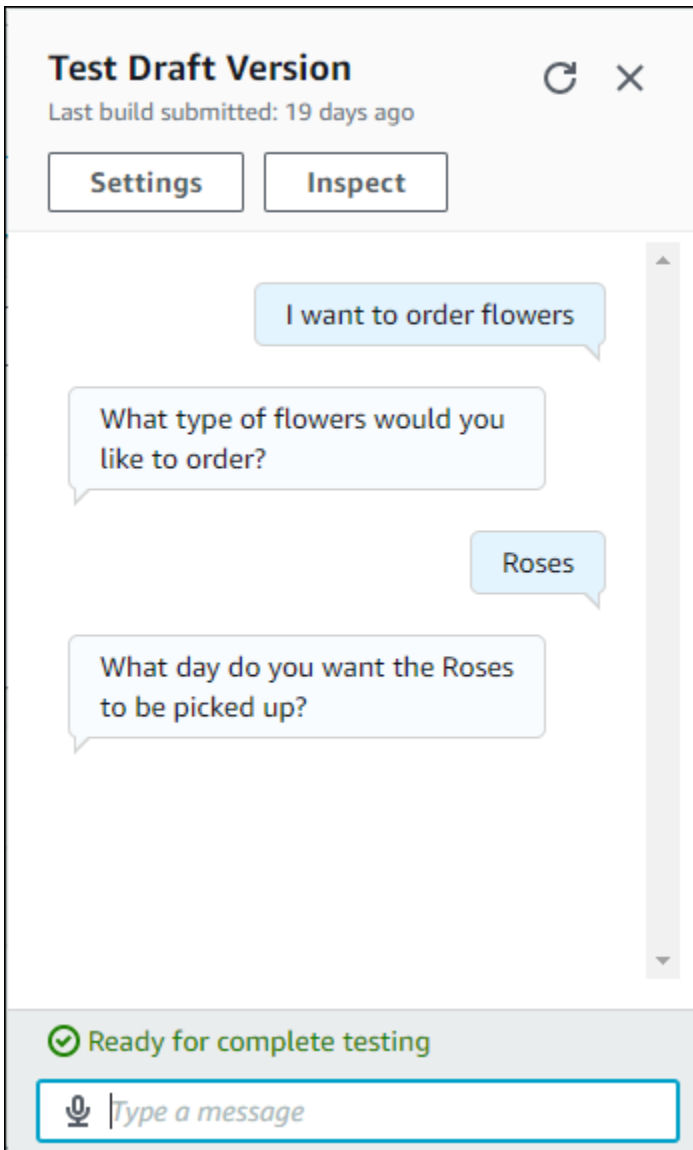 Test Draft Version
Last build submitted: 19 days ago
Settings
Inspect
I want to order flowers
What type of flowers would you
like to order?
Roses
What day do you want the Roses
to be picked up?
Ready for complete testing
Type a message